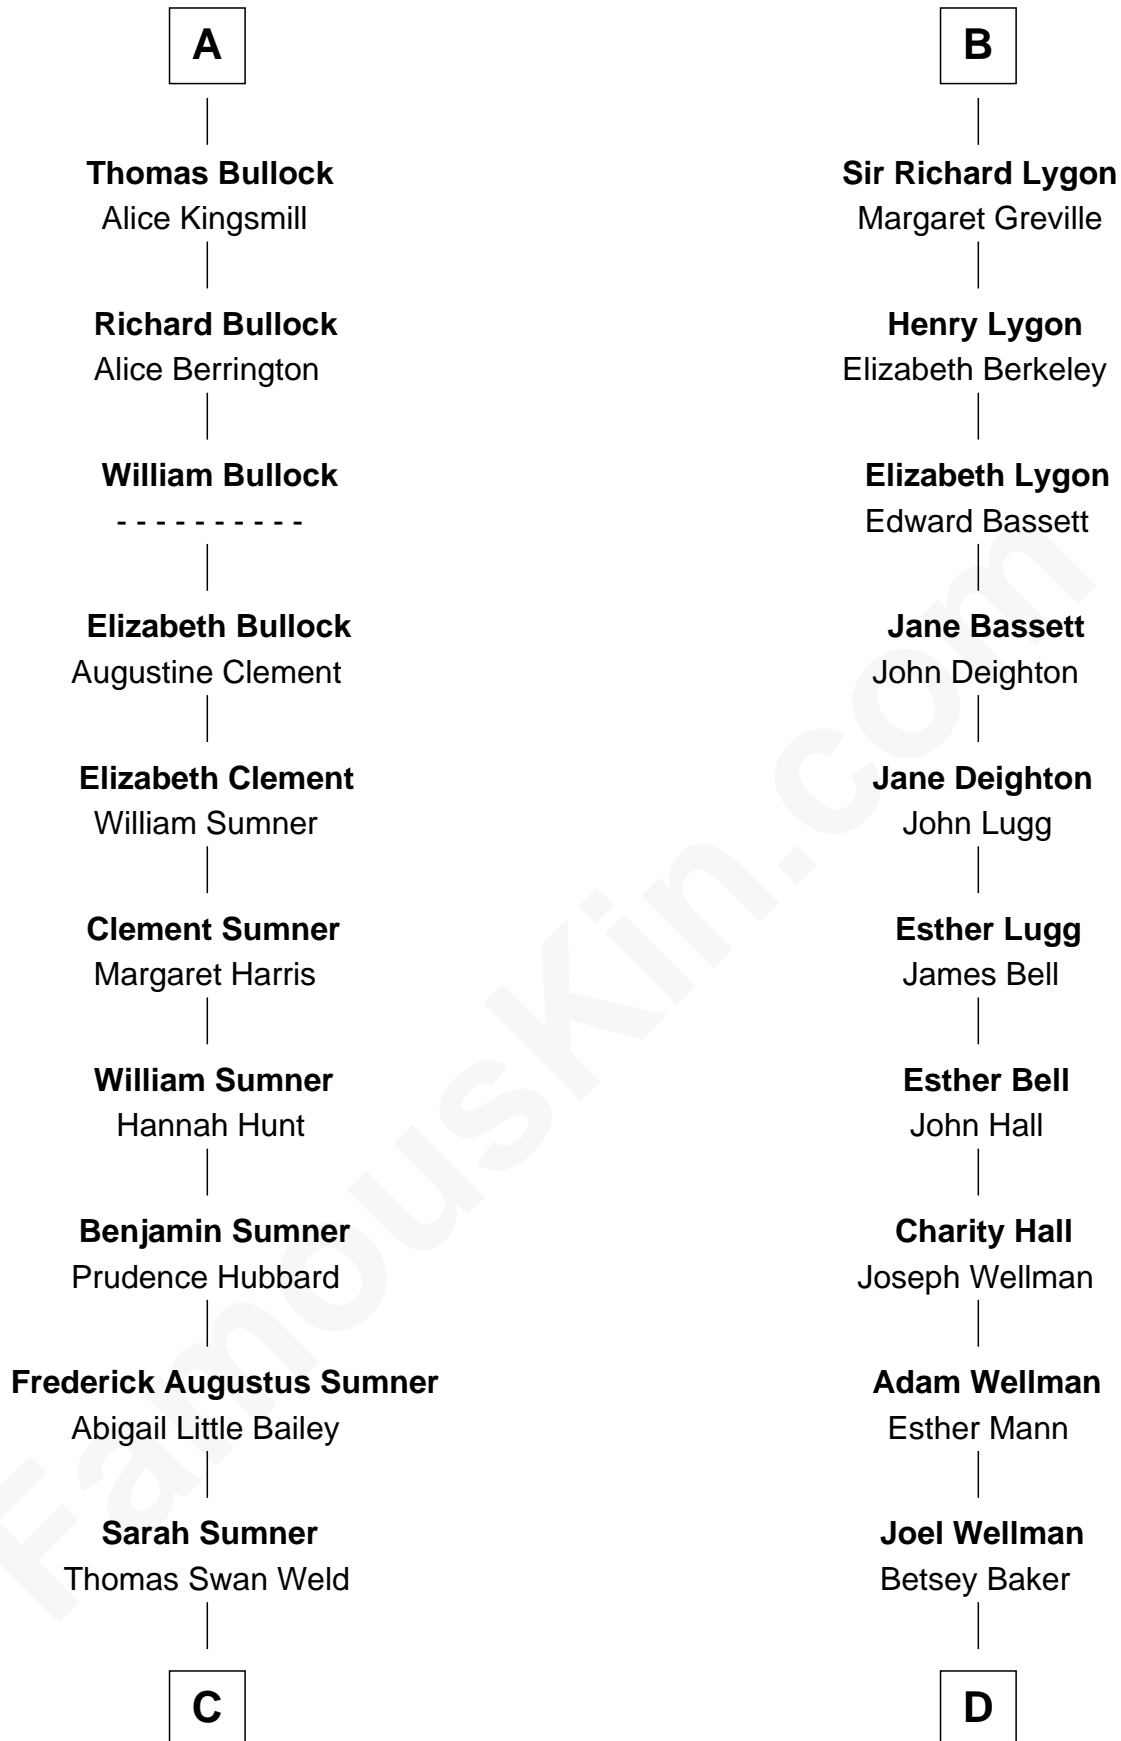 A
Thomas Bullock
Alice Kingsmill
Richard Bullock
Alice Berrington
William Bullock
- - - - - - - - - -
Elizabeth Bullock
Augustine Clement
Elizabeth Clement
William Sumner
Clement Sumner
Margaret Harris
William Sumner
Hannah Hunt
Benjamin Sumner
Prudence Hubbard
Frederick Augustus Sumner
Abigail Little Bailey
Sarah Sumner
Thomas Swan Weld
C
B
Sir Richard Lygon
Margaret Greville
Henry Lygon
Elizabeth Berkeley
Elizabeth Lygon
Edward Bassett
Jane Bassett
John Deighton
Jane Deighton
John Lugg
Esther Lugg
James Bell
Esther Bell
John Hall
Charity Hall
Joseph Wellman
Adam Wellman
Esther Mann
Joel Wellman
Betsey Baker
D
FamousKin.com